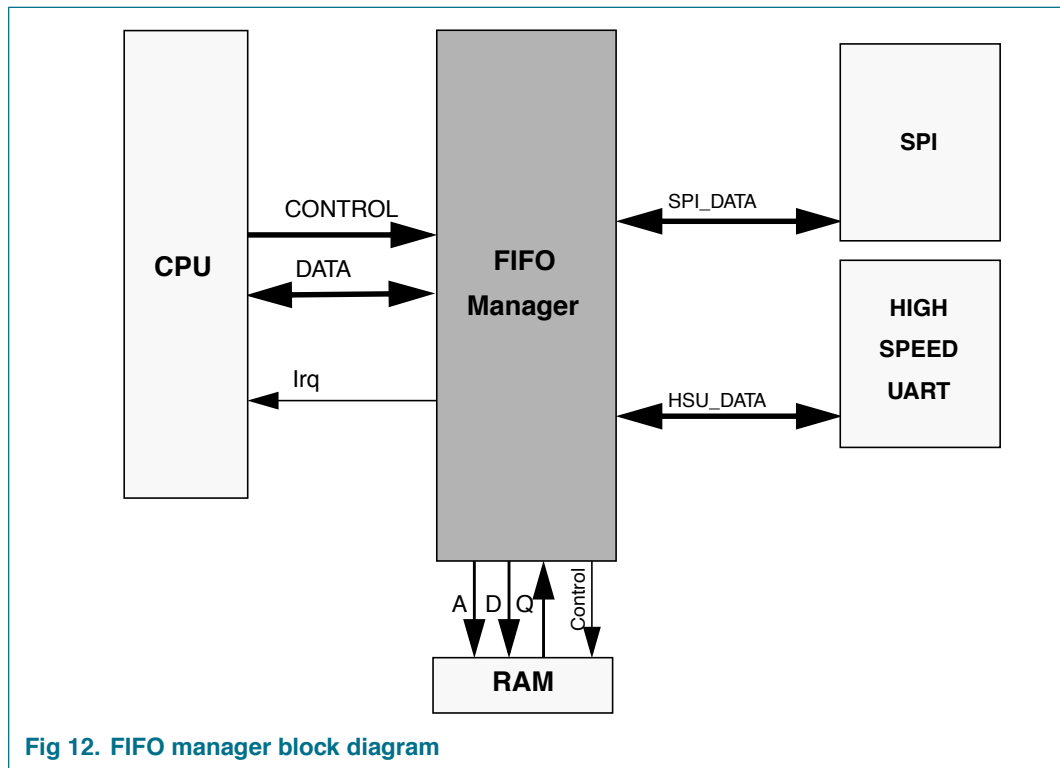 CONTROL
CPU
DATA
Irq
FIFO
Manager
SPI
SPI_DATA
HIGH
SPEED
UART
HSU_DATA
A
D
Q
Control
RAM
Fig 12. FIFO manager block diagram